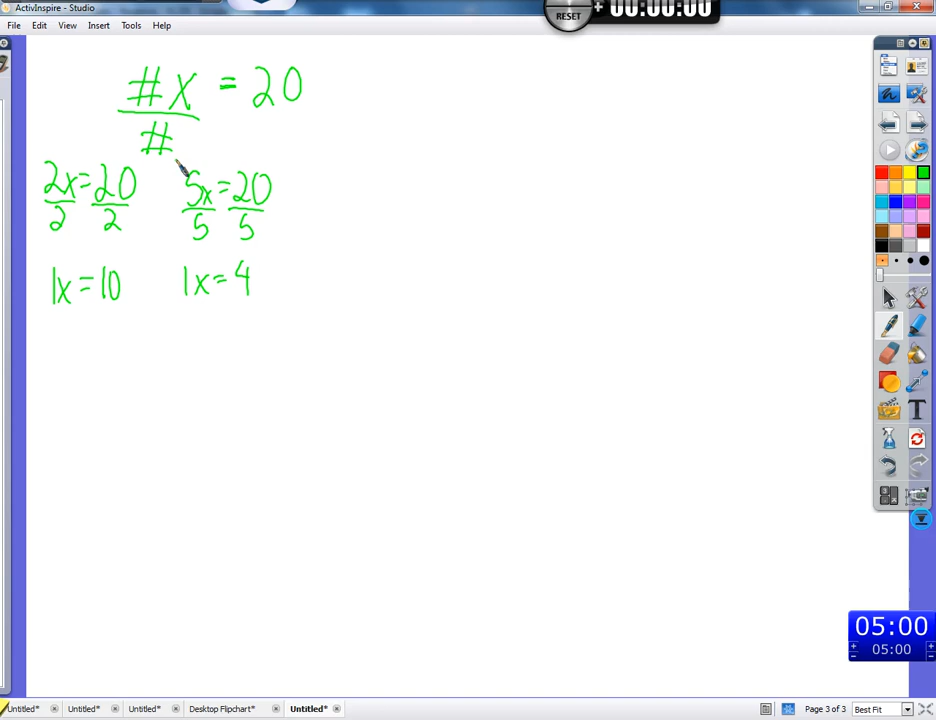 ActivInspire - Studio
RESET
00:00:00
File Edit View Insert Tools Help
#x = 20
#
2x=20 5x=20
2 2 5 5
1x=10 1x=4
T
05:00
05:00
Untitled* Untitled* Untitled* Desktop Flipchart* Untitled* Page 3 of 3 Best Fit